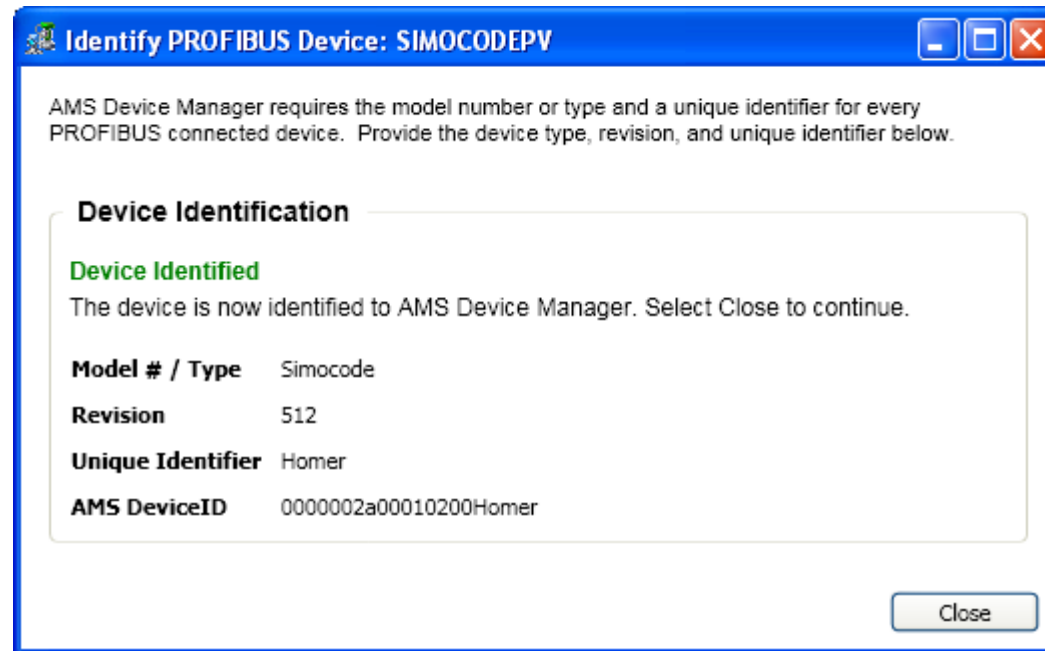 Identify PROFIBUS Device: SIMOCODEPV
AMS Device Manager requires the model number or type and a unique identifier for every
PROFIBUS connected device. Provide the device type, revision, and unique identifier below.
Device Identification
Device Identified
The device is now identified to AMS Device Manager. Select Close to continue.
Model # / Type Simocode
Revision 512
Unique Identifier Homer
AMS DeviceID 0000002a00010200Homer
Close